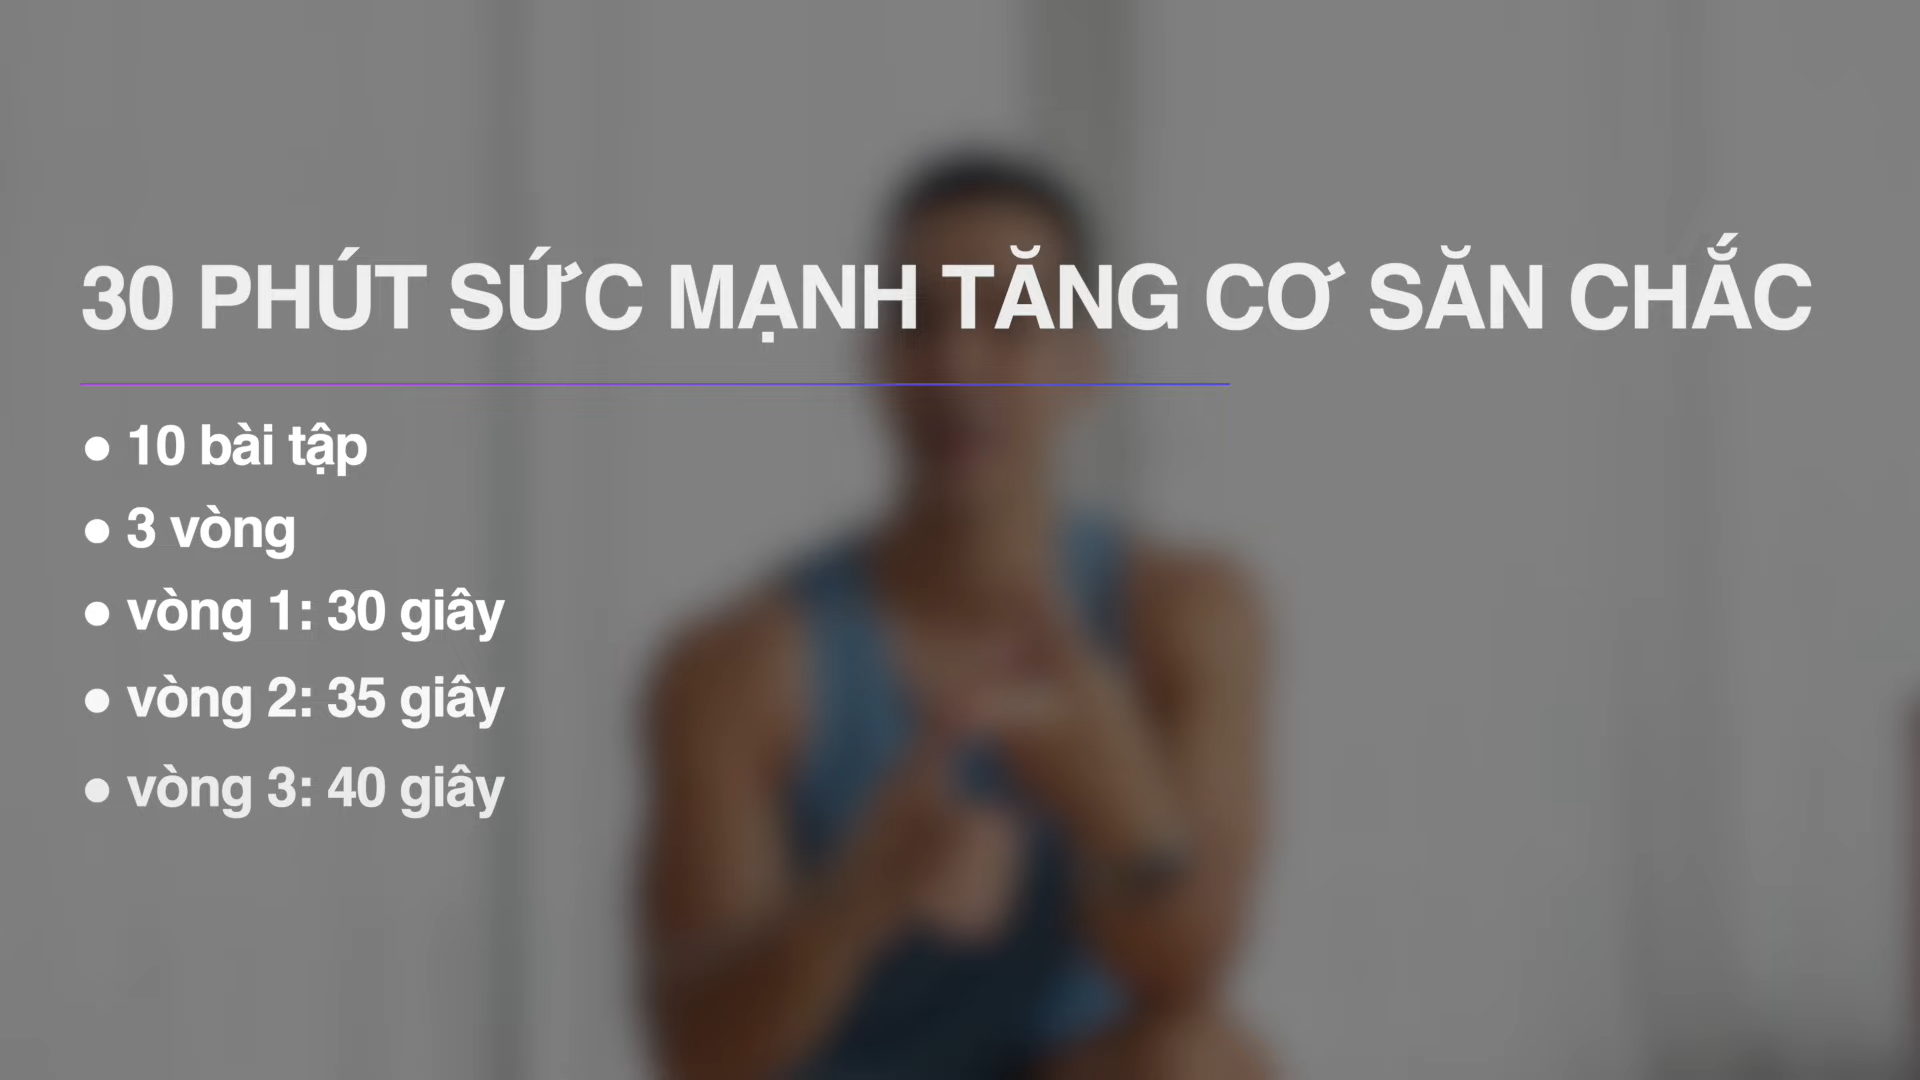 30 PHÚT SỨC MẠNH TĂNG CƠ SĂN CHẮC
● 10 bài tập
● 3 vòng
● vòng 1: 30 giây
● vòng 2: 35 giây
● vòng 3: 40 giây